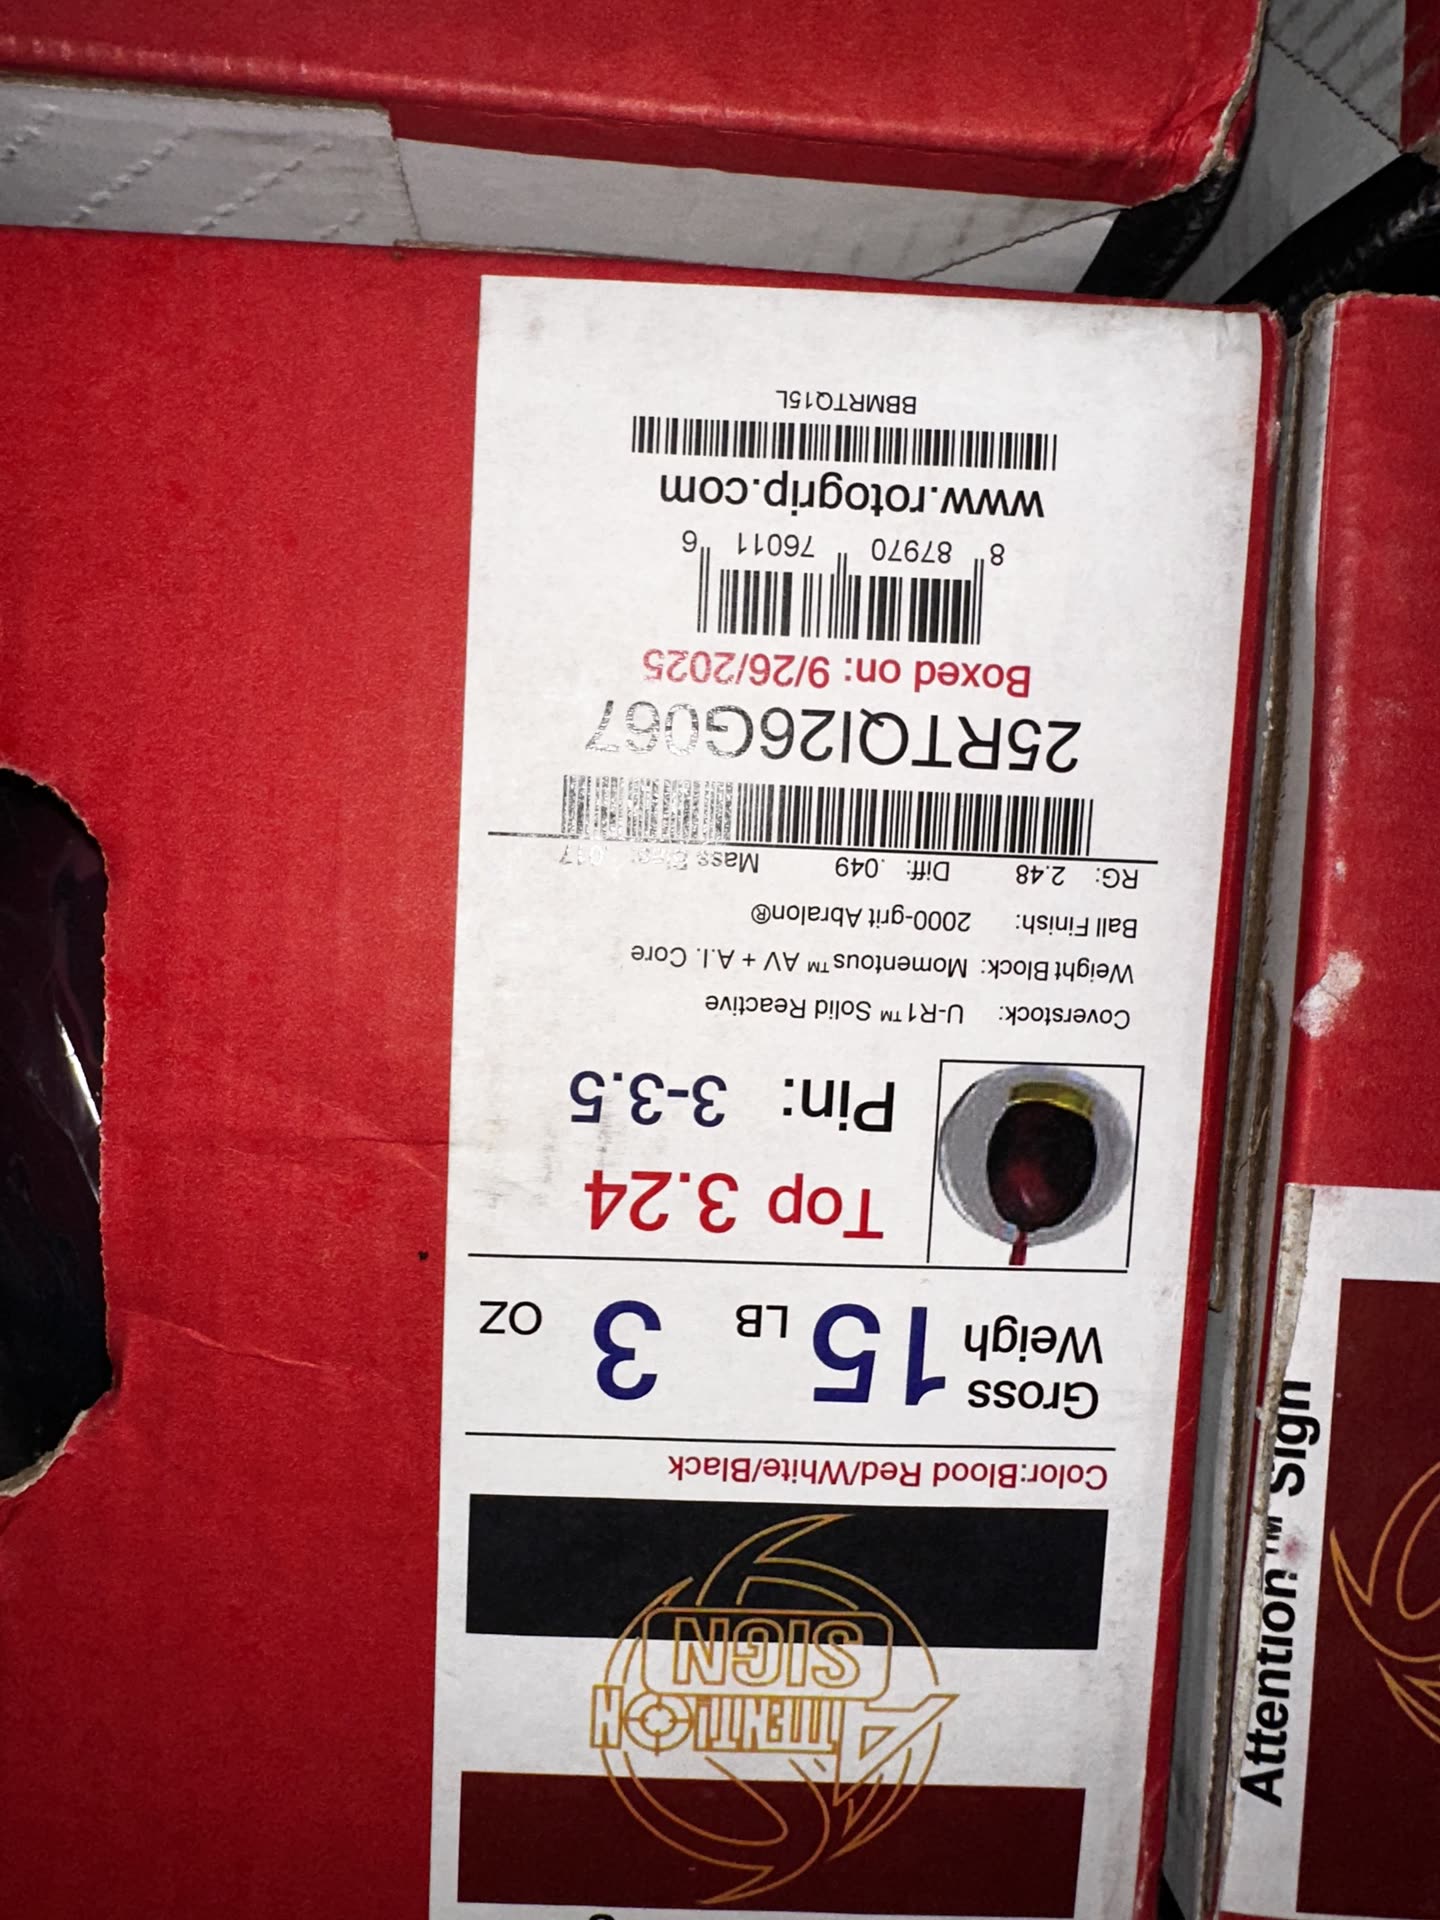 ATTENTION
SIGN
Color:Blood Red/White/Black
Gross
Weigh
15 LB 3 OZ
Top 3.24
Pin: 3-3.5
Coverstock: U-R1™ Solid Reactive
Weight Block: Momentous™ AV + A.I. Core
Ball Finish: 2000-grit Abralon®
RG: 2.48 Diff: .049 Mass .017
25RTQI26G067
Boxed on: 9/26/2025
8 87970 76011 6
www.rotogrip.com
BBMRTQ15L
Attention™ Sign